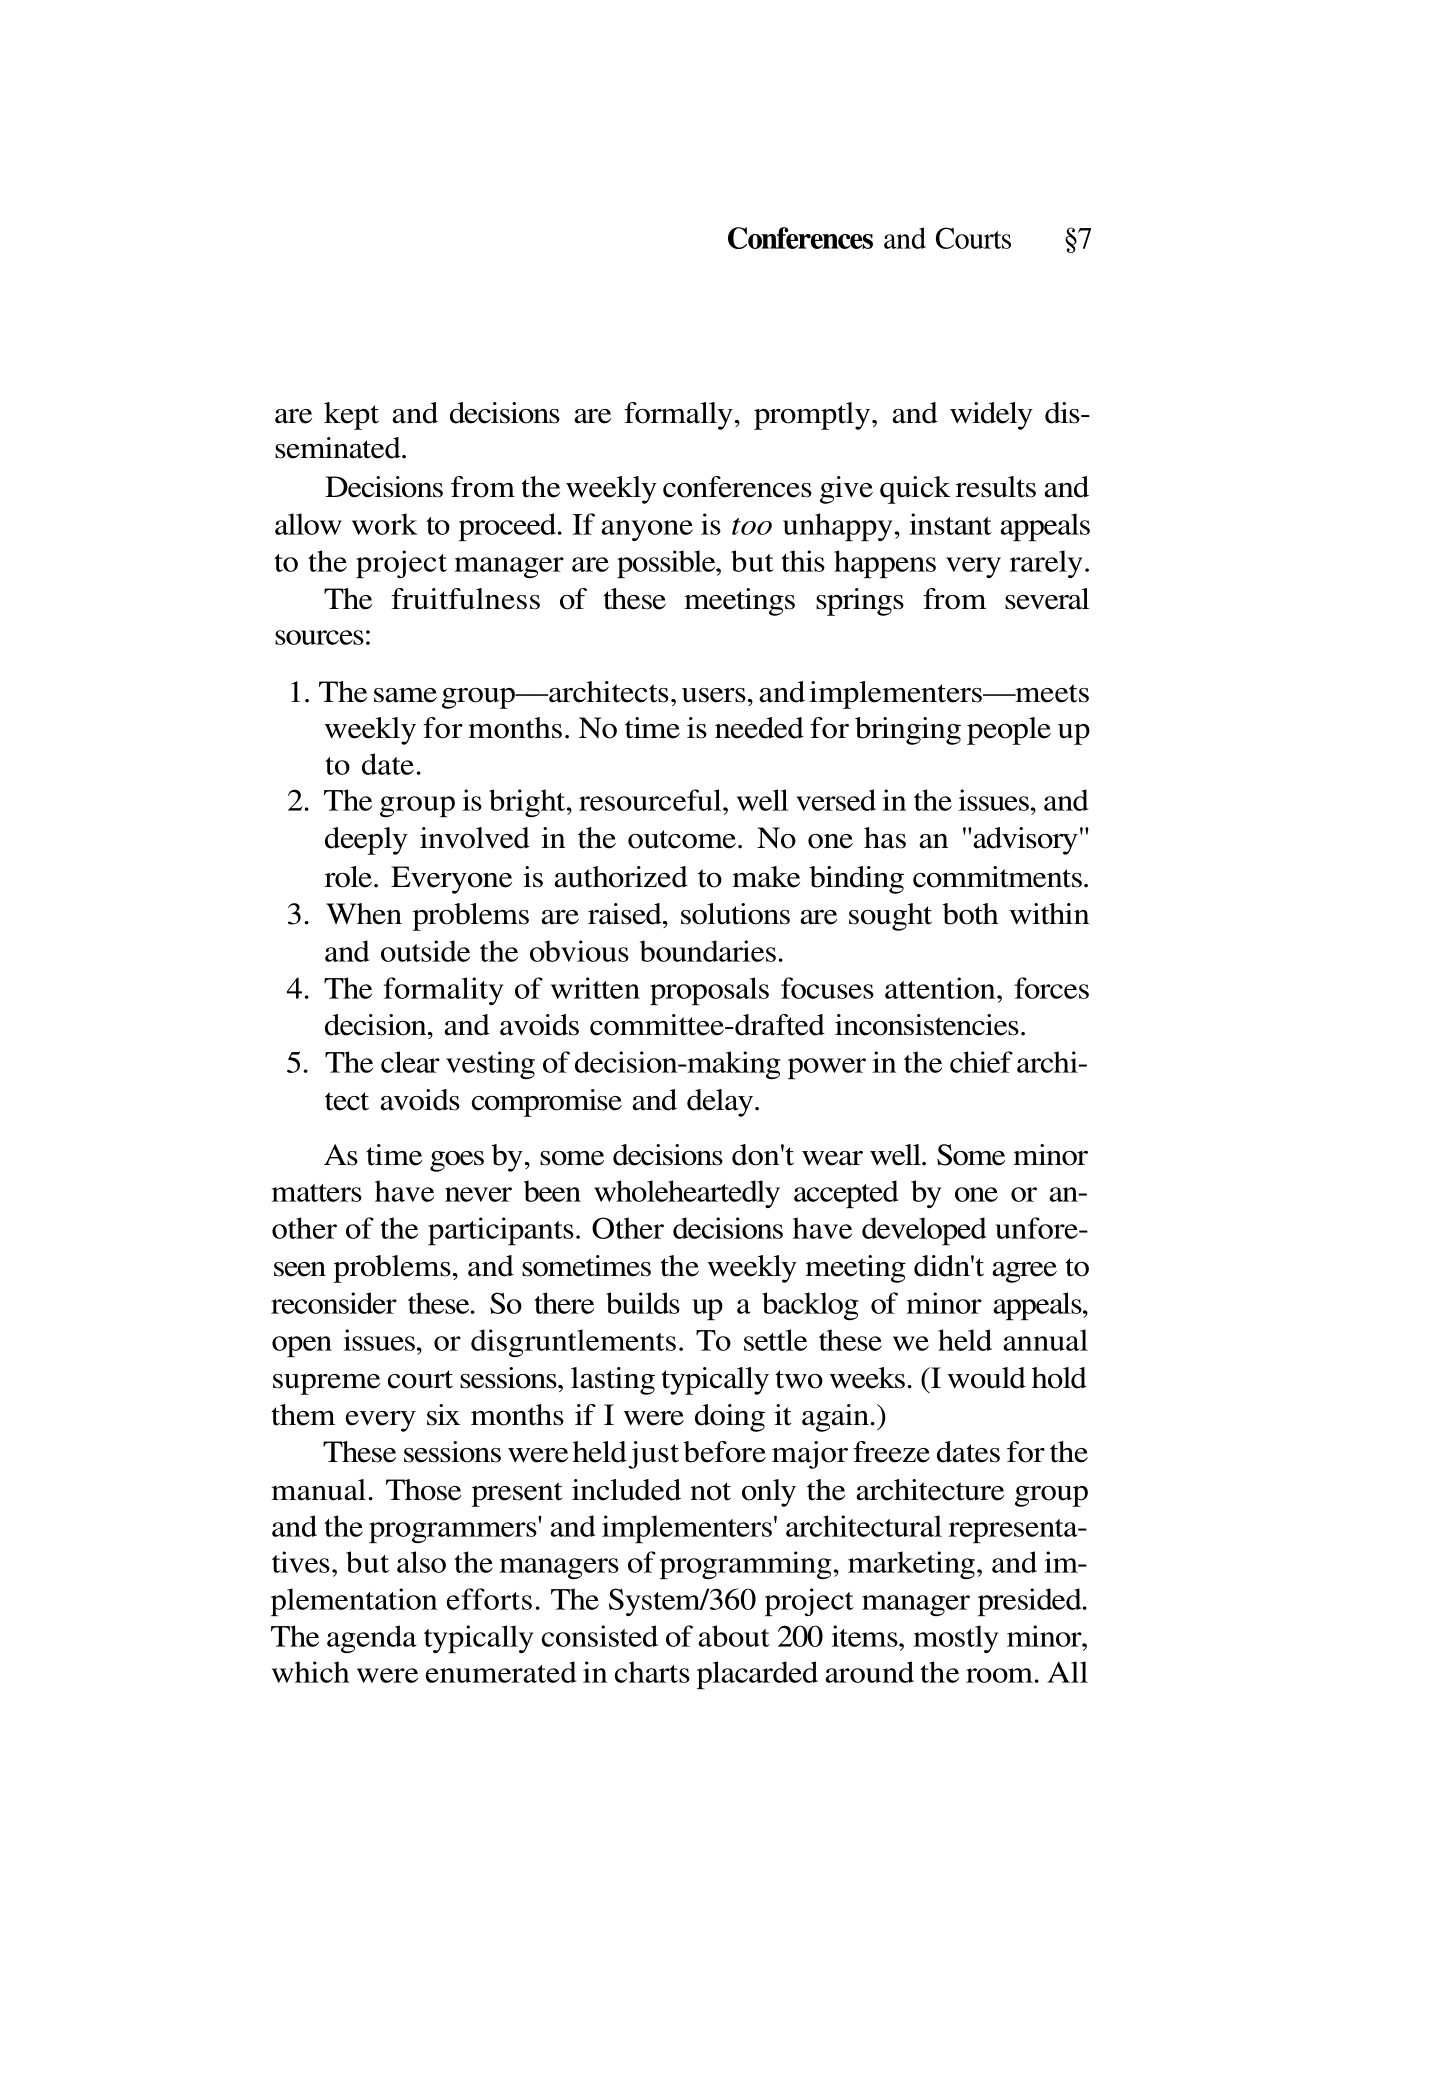 Conferences and Courts §7
are kept and decisions are formally, promptly, and widely dis-
seminated.
Decisions from the weekly conferences give quick results and
allow work to proceed. If anyone is too unhappy, instant appeals
to the project manager are possible, but this happens very rarely.
The fruitfulness of these meetings springs from several
sources:
1. The same group—architects, users, and implementers—meets
weekly for months. No time is needed for bringing people up
to date.
2. The group is bright, resourceful, well versed in the issues, and
deeply involved in the outcome. No one has an "advisory"
role. Everyone is authorized to make binding commitments.
3. When problems are raised, solutions are sought both within
and outside the obvious boundaries.
4. The formality of written proposals focuses attention, forces
decision, and avoids committee-drafted inconsistencies.
5. The clear vesting of decision-making power in the chief archi-
tect avoids compromise and delay.
As time goes by, some decisions don't wear well. Some minor
matters have never been wholeheartedly accepted by one or an-
other of the participants. Other decisions have developed unfore-
seen problems, and sometimes the weekly meeting didn't agree to
reconsider these. So there builds up a backlog of minor appeals,
open issues, or disgruntlements. To settle these we held annual
supreme court sessions, lasting typically two weeks. (I would hold
them every six months if I were doing it again.)
These sessions were held just before major freeze dates for the
manual. Those present included not only the architecture group
and the programmers' and implementers' architectural representa-
tives, but also the managers of programming, marketing, and im-
plementation efforts. The System/360 project manager presided.
The agenda typically consisted of about 200 items, mostly minor,
which were enumerated in charts placarded around the room. All